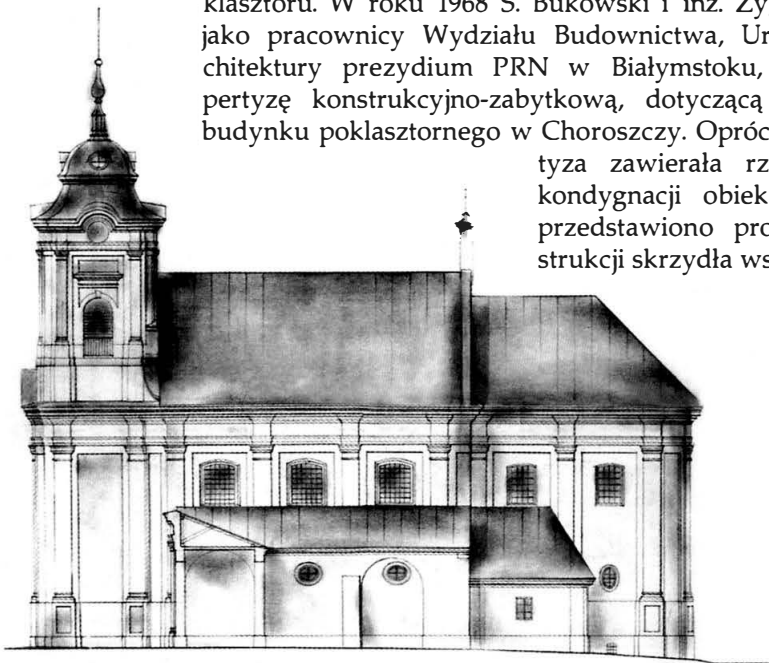 klasztoru. W roku 1968 S. Bukowski i inż. Zy
jako pracownicy Wydziału Budownictwa, Ur
chitektury prezydium PRN w Białymstoku,
pertyzę konstrukcyjno-zabytkową, dotyczącą
budynku poklasztornego w Choroszczy. Opróc
tyza zawierała rz
kondygnacji obiek
przedstawiono pro
strukcji skrzydła ws